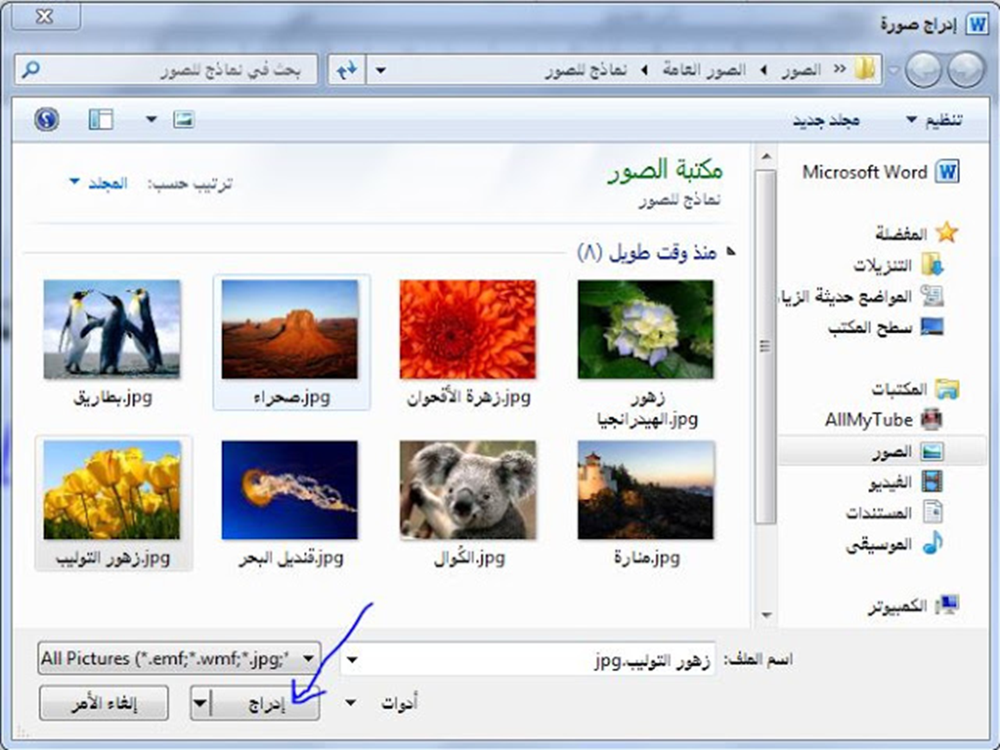 إدراج صورة
« الصور ◄ الصور العامة ◄ نماذج للصور
بحث في نماذج للصور
تنظيم
مجلد جديد
Microsoft Word
المفضلة
التنزيلات
المواضع حديثة الزيا
سطح المكتب
المكتبات
AllMyTube
الصور
الفيديو
المستندات
الموسيقى
الكمبيوتر
مكتبة الصور
نماذج للصور
ترتيب حسب: المجلد
منذ وقت طويل (٨)
زهور
الهيدرانجيا.jpg
زهرة الأقحوان.jpg
صحراء.jpg
بطاريق.jpg
منارة.jpg
الكُوال.jpg
قنديل البحر.jpg
زهور التوليب.jpg
اسم الملف: زهور التوليب.jpg
All Pictures (*.emf;*.wmf;*.jpg;*
أدوات
إدراج
إلغاء الأمر